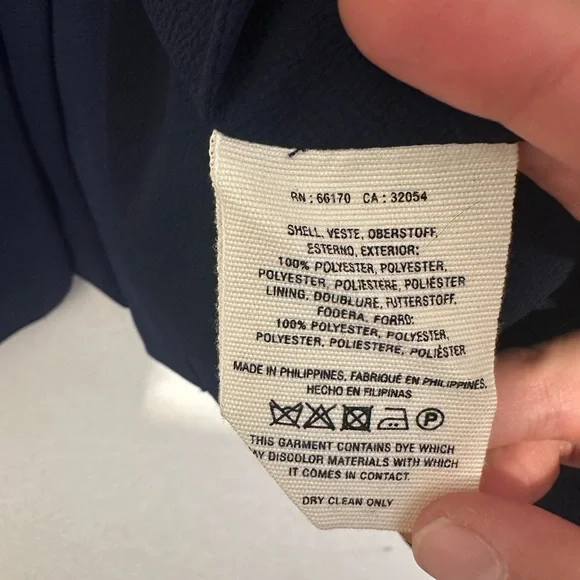 RN : 66170 CA : 32054
SHELL, VESTE, OBERSTOFF,
ESTERNO, EXTERIOR:
100% POLYESTER, POLYESTER,
POLYESTER, POLIESTERE, POLIÉSTER
LINING, DOUBLURE, FUTTERSTOFF,
FODERA, FORRO:
100% POLYESTER, POLYESTER,
POLYESTER, POLIESTERE, POLIÉSTER
MADE IN PHILIPPINES, FABRIQUÉ EN PHILIPPINES,
HECHO EN FILIPINAS
P
THIS GARMENT CONTAINS DYE WHICH
AY DISCOLOR MATERIALS WITH WHICH
IT COMES IN CONTACT.
DRY CLEAN ONLY